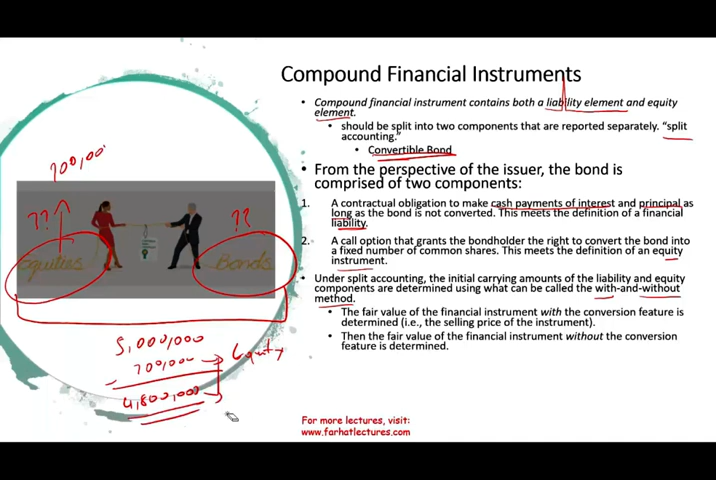 Compound Financial Instruments
• Compound financial instrument contains both a liability element and equity
element.
• should be split into two components that are reported separately. "split
accounting."
• Convertible Bond
• From the perspective of the issuer, the bond is
comprised of two components:
1. A contractual obligation to make cash payments of interest and principal as
long as the bond is not converted. This meets the definition of a financial
liability.
2. A call option that grants the bondholder the right to convert the bond into
a fixed number of common shares. This meets the definition of an equity
instrument.
• Under split accounting, the initial carrying amounts of the liability and equity
components are determined using what can be called the with-and-without
method.
• The fair value of the financial instrument with the conversion feature is
determined (i.e., the selling price of the instrument).
• Then the fair value of the financial instrument without the conversion
feature is determined.
700,000
?? ??
Equities Bonds
5,000,000
700,000 Equity
4,800,000
For more lectures, visit:
www.farhatlectures.com